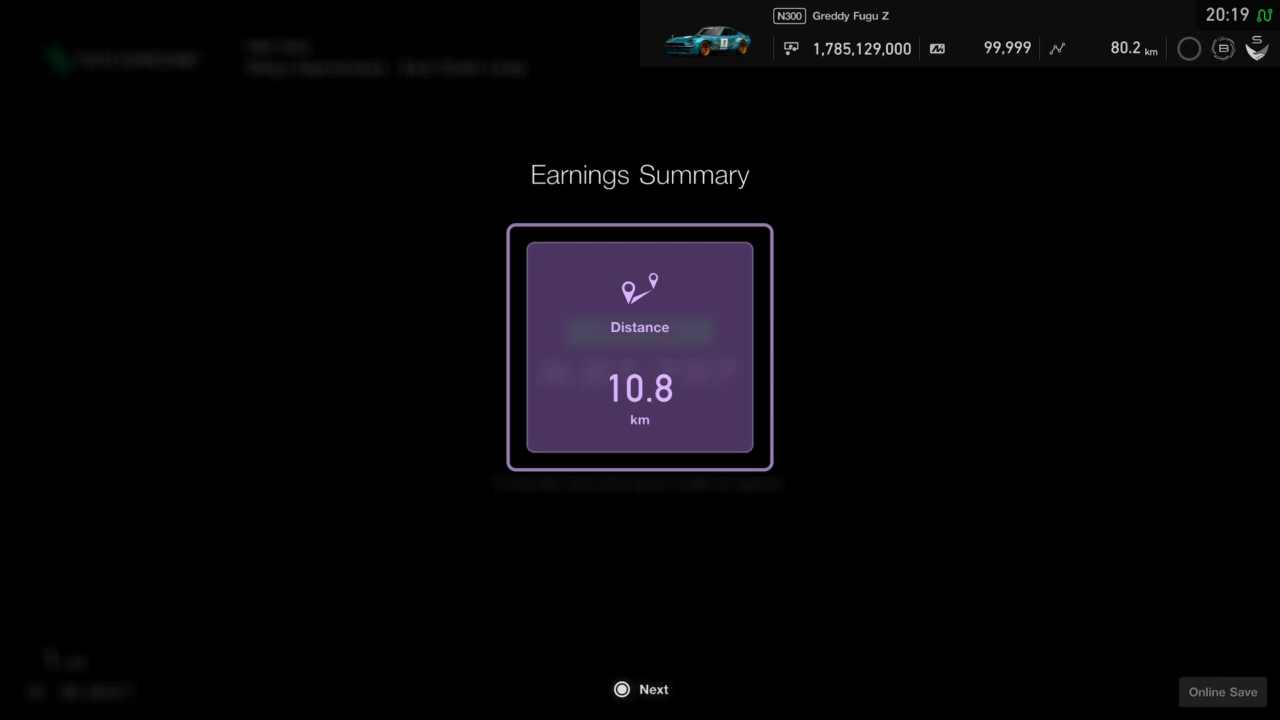 N300 Greddy Fugu Z
20:19
1,785,129,000 99,999 80.2 km B S
Earnings Summary
Distance
10.8
km
Next
Online Save